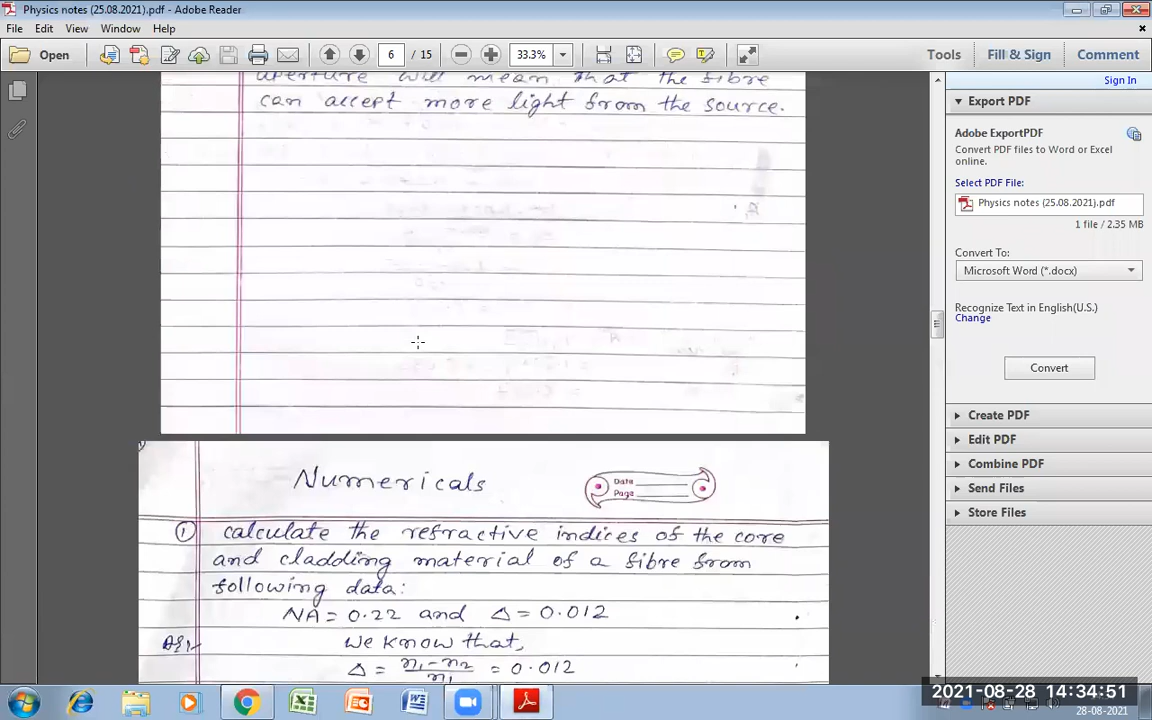 Physics notes (25.08.2021).pdf - Adobe Reader
File Edit View Window Help
Open 6 / 15 33.3% Tools Fill & Sign Comment
Sign In
Export PDF
Adobe ExportPDF
Convert PDF files to Word or Excel
online.
Select PDF File:
Physics notes (25.08.2021).pdf
1 file / 2.35 MB
Convert To:
Microsoft Word (*.docx)
Recognize Text in English(U.S.)
Change
Convert
Create PDF
Edit PDF
Combine PDF
Send Files
Store Files
aperture will mean that the fibre
can accept more light from the source.
Numericals
Date
Page
① calculate the refractive indices of the core
and cladding material of a fibre from
following data:
NA = 0.22 and Δ = 0.012
We know that,
Δ = n1 - n2 / n1 = 0.012
2021-08-28 14:34:51
28-08-2021